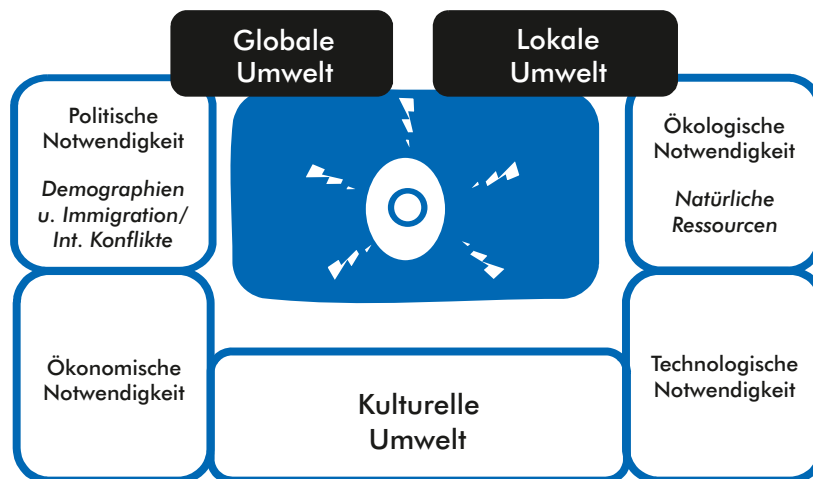 Globale
Umwelt
Lokale
Umwelt
Politische
Notwendigkeit
Demographien
u. Immigration/
Int. Konflikte
Ökologische
Notwendigkeit
Natürliche
Ressourcen
Ökonomische
Notwendigkeit
Kulturelle
Umwelt
Technologische
Notwendigkeit